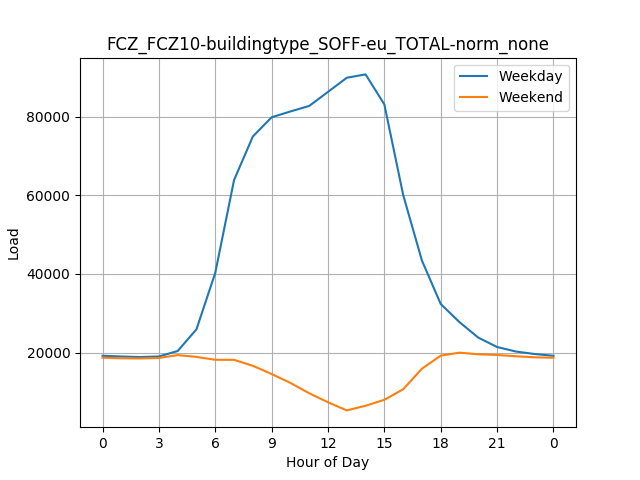 FCZ_FCZ10-buildingtype_SOFF-eu_TOTAL-norm_none
Weekday
Weekend
80000
60000
40000
20000
Load
0 3 6 9 12 15 18 21 0
Hour of Day